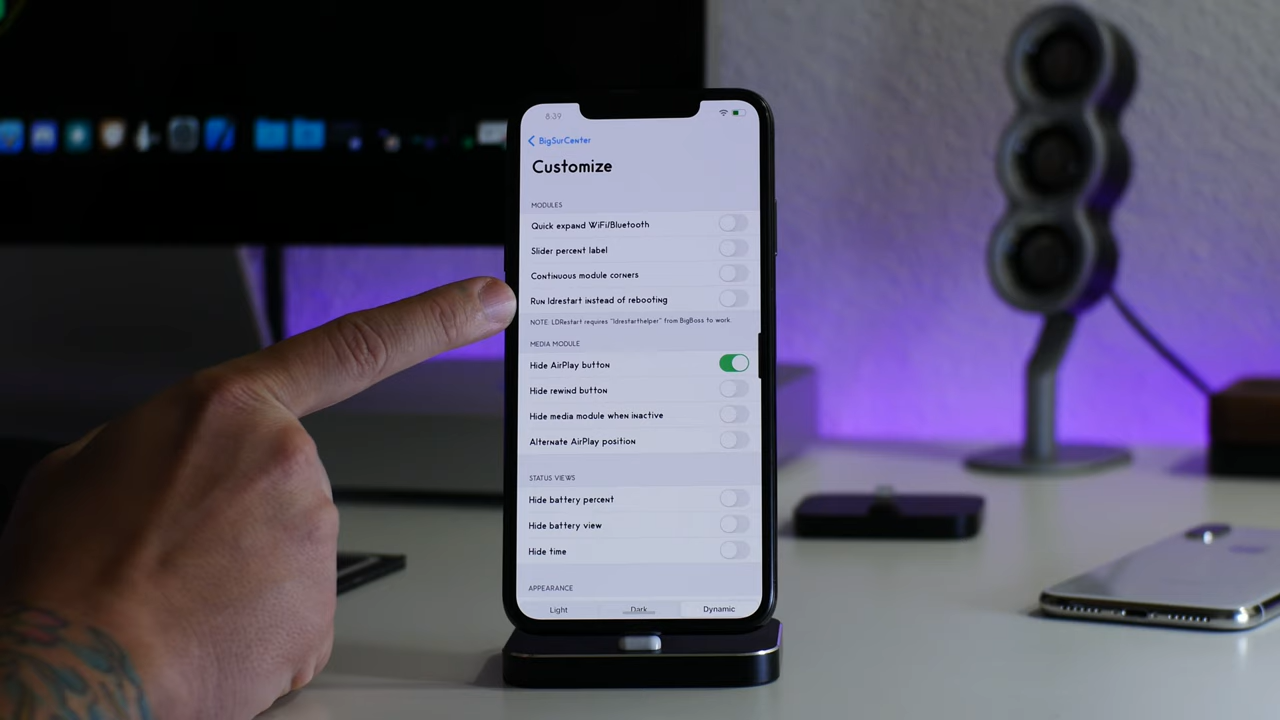 8:39
BigSurCenter
Customize
MODULES
Quick expand WiFi/Bluetooth
Slider percent label
Continuous module corners
Run ldrestart instead of rebooting
NOTE: LDRestart requires "ldrestarthelper" from BigBoss to work.
MEDIA MODULE
Hide AirPlay button
Hide rewind button
Hide media module when inactive
Alternate AirPlay position
STATUS VIEWS
Hide battery percent
Hide battery view
Hide time
APPEARANCE
Light Dark Dynamic